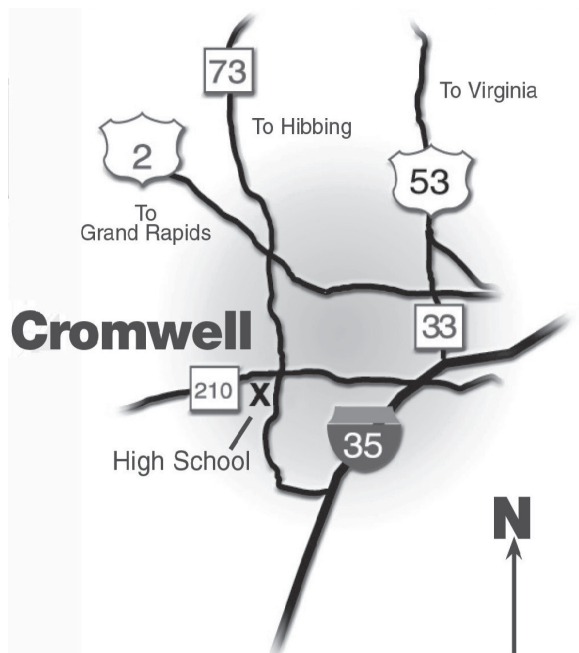 73
To Virginia
To Hibbing
2
53
To
Grand Rapids
Cromwell
33
210
X
35
High School
N